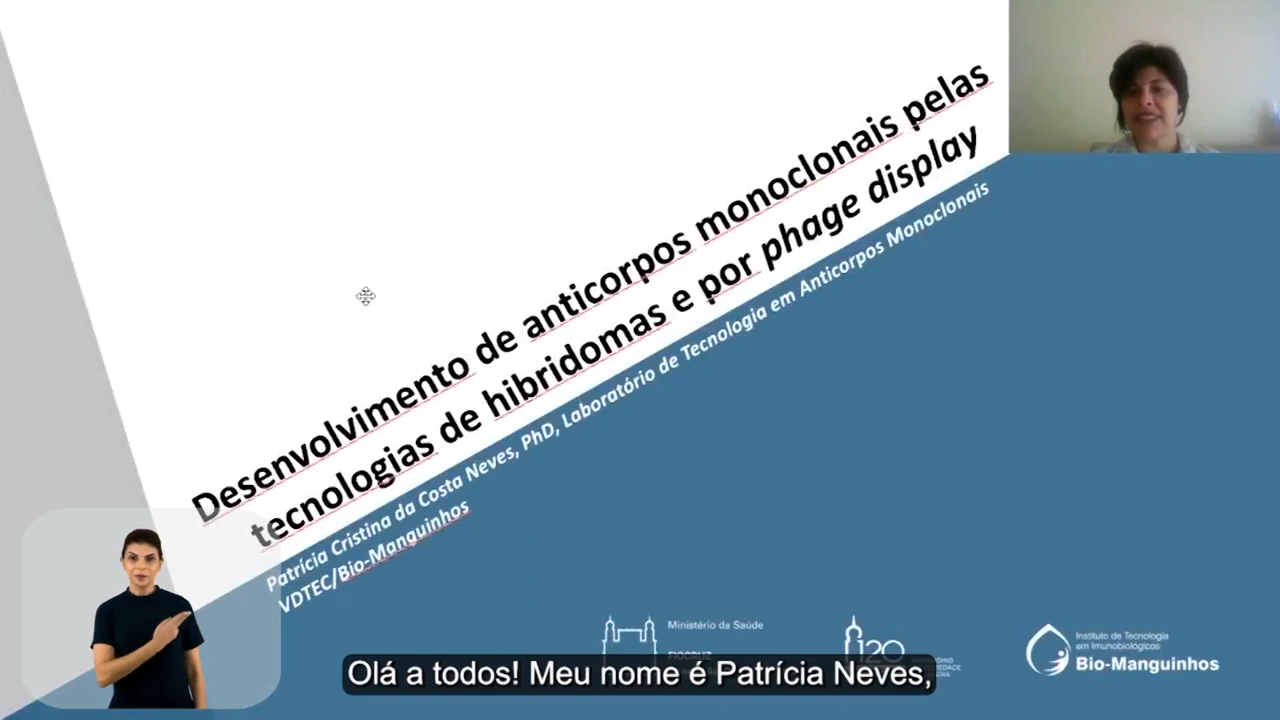 Desenvolvimento de anticorpos monoclonais pelas
tecnologias de hibridomas e por phage display
Patrícia Cristina da Costa Neves, PhD, Laboratório de Tecnologia em Anticorpos Monoclonais
VDTEC/Bio-Manguinhos
Ministério da Saúde
FIOCRUZ
120
Instituto de Tecnologia
em Imunobiológicos
Bio-Manguinhos
Olá a todos! Meu nome é Patrícia Neves,